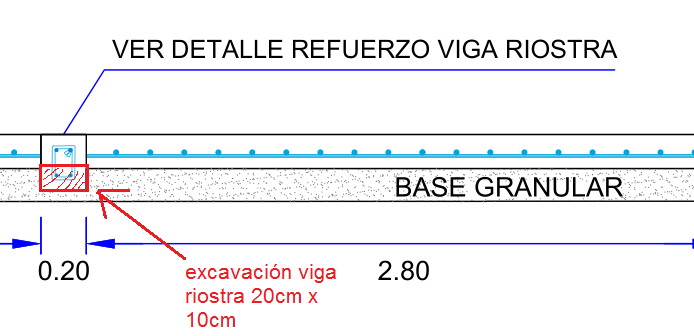 VER DETALLE REFUERZO VIGA RIOSTRA
BASE GRANULAR
0.20
2.80
excavación viga
riostra 20cm x
10cm